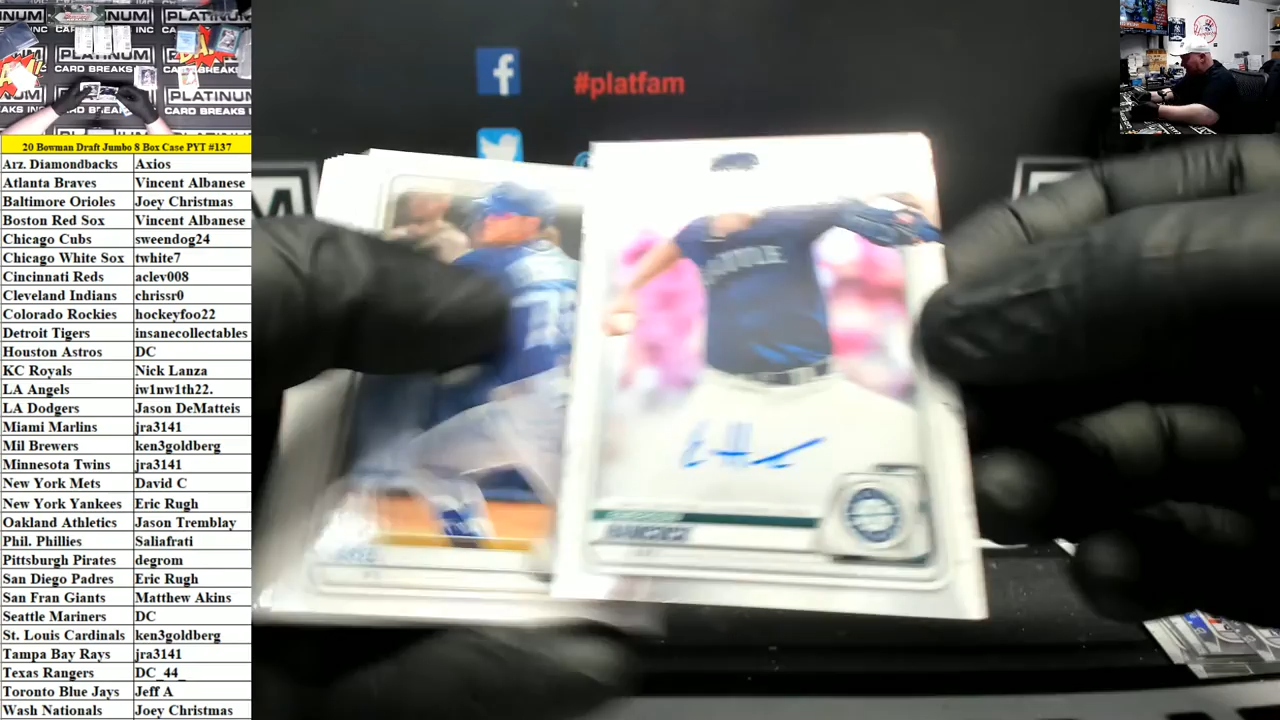 20 Bowman Draft Jumbo 8 Box Case PYT #137
Arz. Diamondbacks Axios
Atlanta Braves Vincent Albanese
Baltimore Orioles Joey Christmas
Boston Red Sox Vincent Albanese
Chicago Cubs sweendog24
Chicago White Sox twhite7
Cincinnati Reds aclev008
Cleveland Indians chrissr0
Colorado Rockies hockeyfoo22
Detroit Tigers insanecollectables
Houston Astros DC
KC Royals Nick Lanza
LA Angels iw1nw1th22.
LA Dodgers Jason DeMatteis
Miami Marlins jra3141
Mil Brewers ken3goldberg
Minnesota Twins jra3141
New York Mets David C
New York Yankees Eric Rugh
Oakland Athletics Jason Tremblay
Phil. Phillies Saliafrati
Pittsburgh Pirates degrom
San Diego Padres Eric Rugh
San Fran Giants Matthew Akins
Seattle Mariners DC
St. Louis Cardinals ken3goldberg
Tampa Bay Rays jra3141
Texas Rangers DC_44_
Toronto Blue Jays Jeff A
Wash Nationals Joey Christmas
#platfam
HANCOCK
PLATINUM
CARD BREAKS INC
PLATINUM
CARD BREAKS